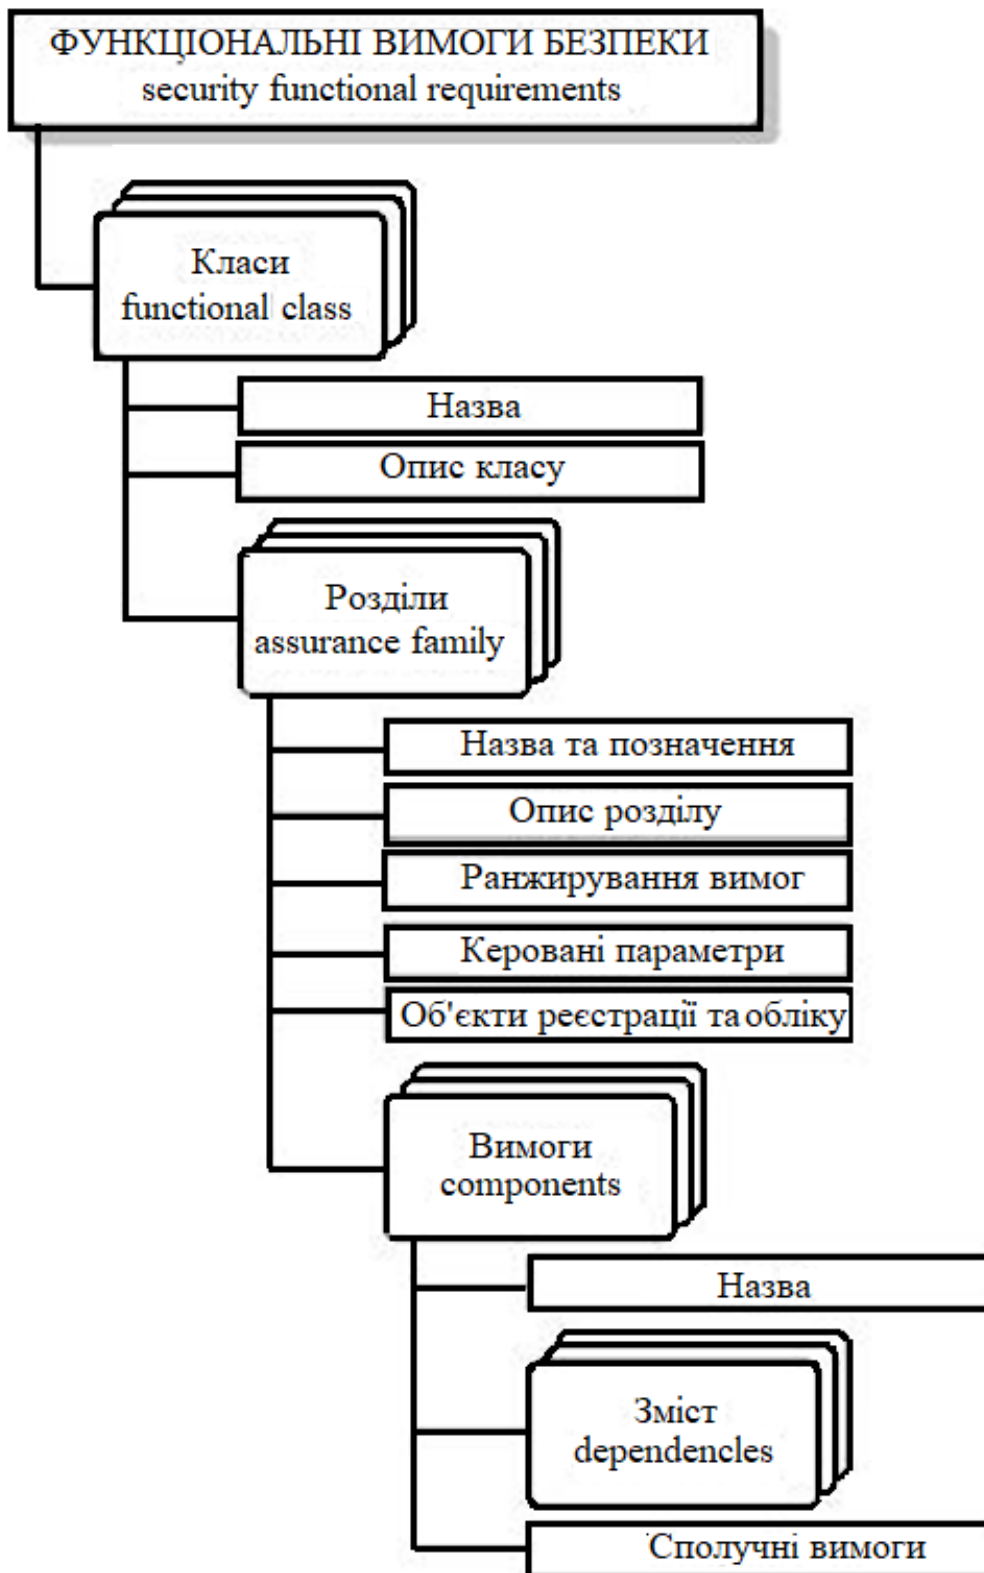 ФУНКЦІОНАЛЬНІ ВИМОГИ БЕЗПЕКИ
security functional requirements
Класи
functional class
Назва
Опис класу
Розділи
assurance family
Назва та позначення
Опис розділу
Ранжирування вимог
Керовані параметри
Об'єкти реєстрації та обліку
Вимоги
components
Назва
Зміст
dependencles
Сполучні вимоги